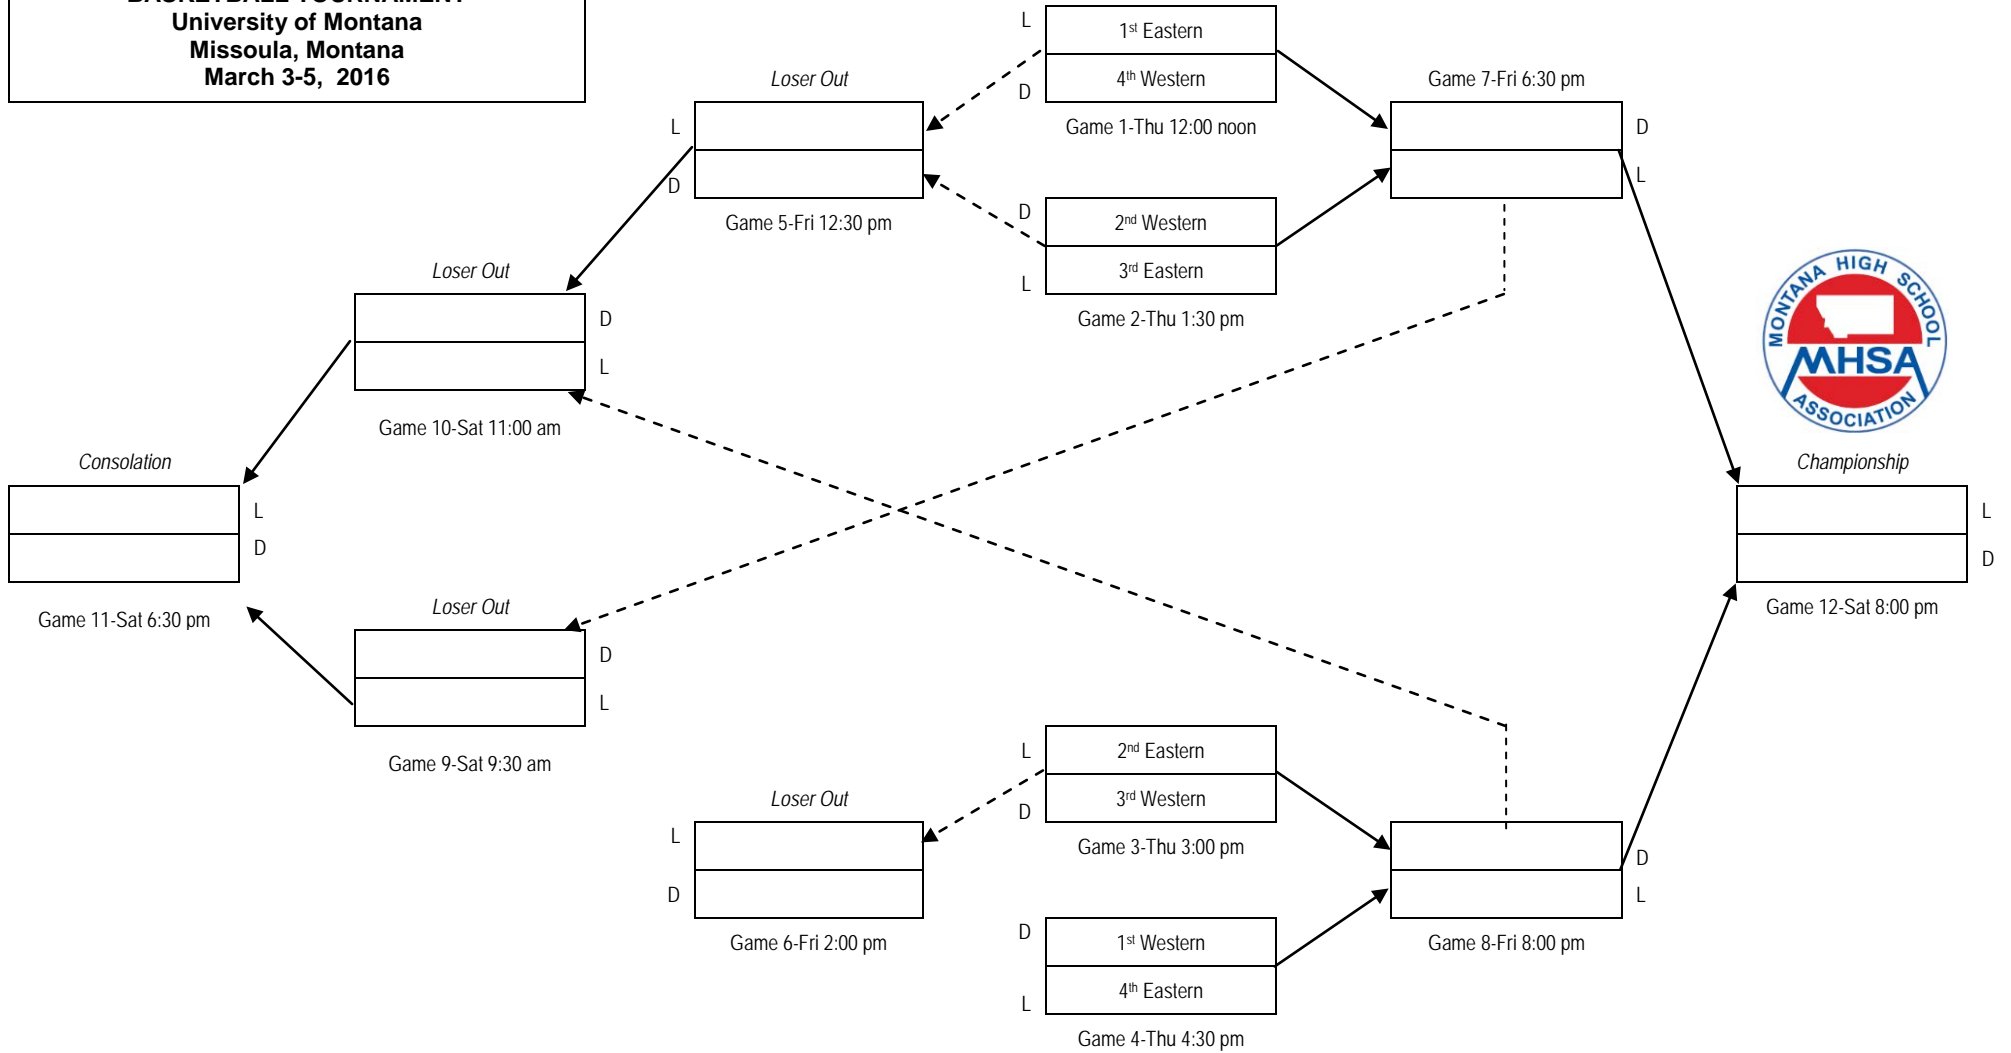 BASKETBALL TOURNAMENT
University of Montana
Missoula, Montana
March 3-5, 2016
L
1st Eastern
4th Western
D
Game 1-Thu 12:00 noon
D
2nd Western
3rd Eastern
L
Game 2-Thu 1:30 pm
Loser Out
L
D
Game 5-Fri 12:30 pm
Game 7-Fri 6:30 pm
D
L
Loser Out
D
L
Game 10-Sat 11:00 am
MONTANA HIGH SCHOOL
MHSA
ASSOCIATION
Consolation
L
D
Game 11-Sat 6:30 pm
Championship
L
D
Game 12-Sat 8:00 pm
Loser Out
D
L
Game 9-Sat 9:30 am
Loser Out
L
D
Game 6-Fri 2:00 pm
L
2nd Eastern
3rd Western
D
Game 3-Thu 3:00 pm
D
1st Western
4th Eastern
L
Game 4-Thu 4:30 pm
D
L
Game 8-Fri 8:00 pm